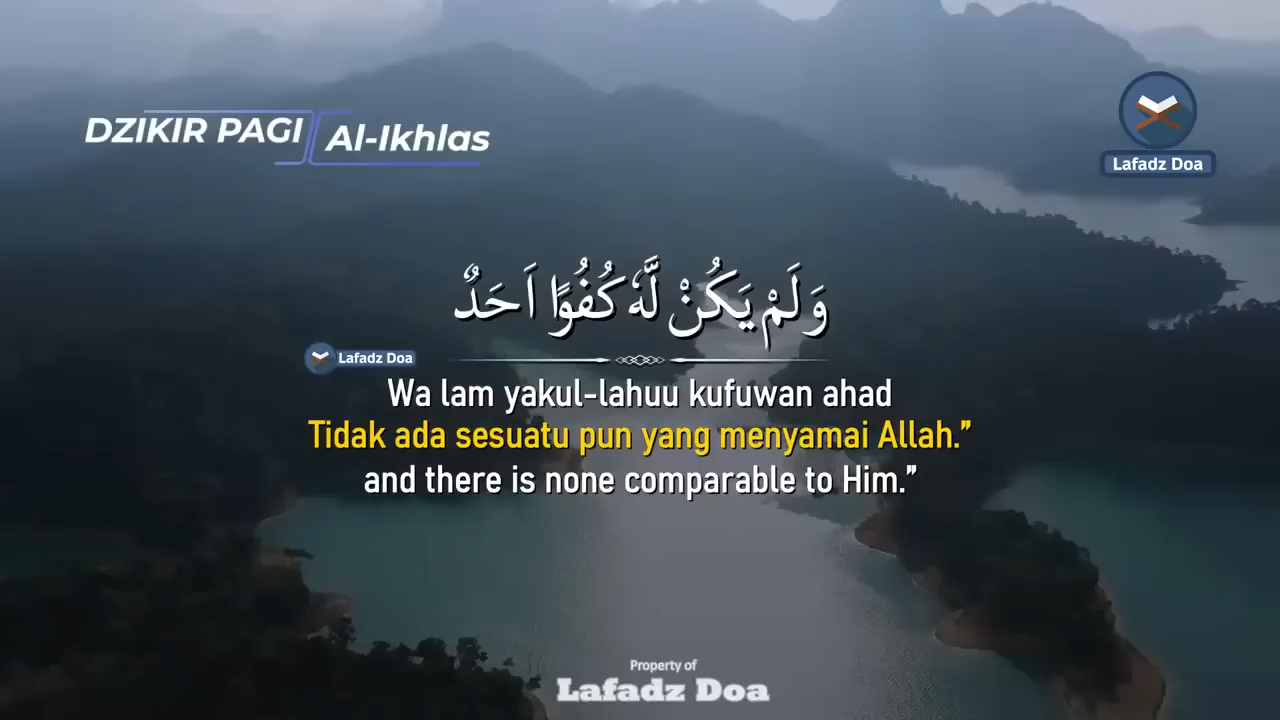 DZIKIR PAGI
Al-Ikhlas
Lafadz Doa
وَلَمْ يَكُنْ لَّهٗ كُفُوًا اَحَدٌ
Lafadz Doa
Wa lam yakul-lahuu kufuwan ahad
Tidak ada sesuatu pun yang menyamai Allah.”
and there is none comparable to Him.”
Property of
Lafadz Doa